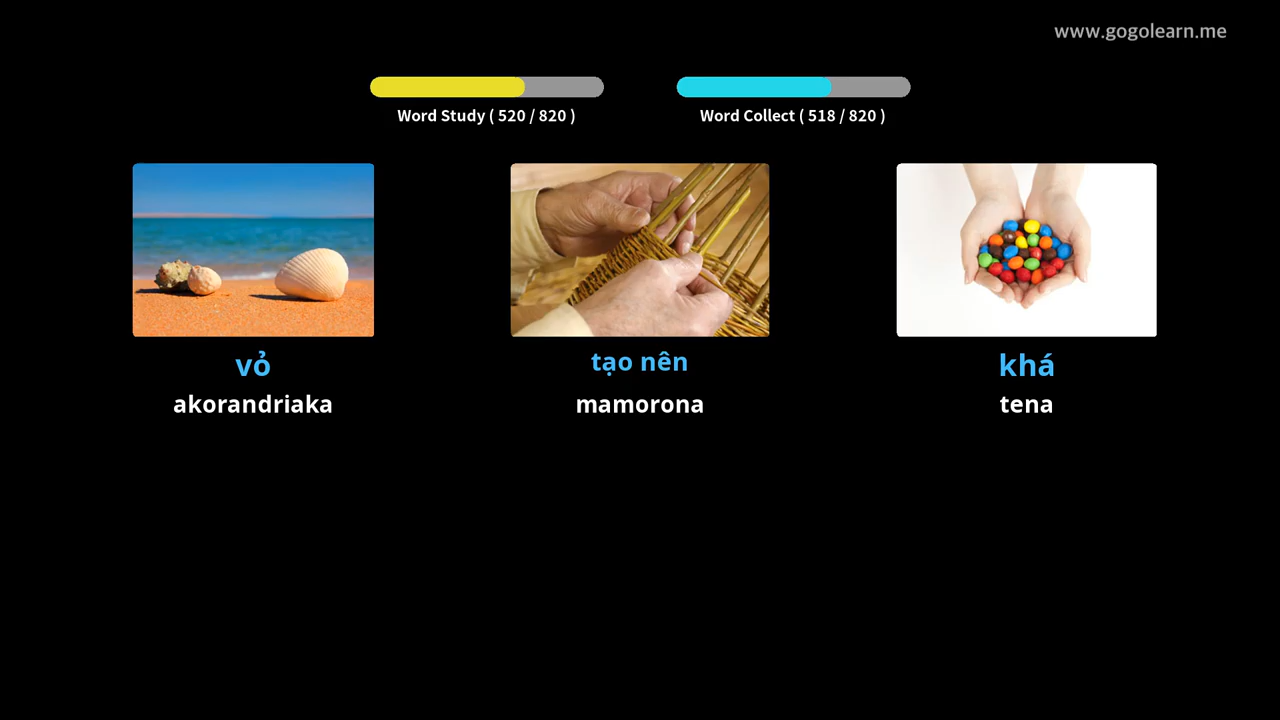 www.gogolearn.me
Word Study ( 520 / 820 )
Word Collect ( 518 / 820 )
vỏ
tạo nên
khá
akorandriaka
mamorona
tena